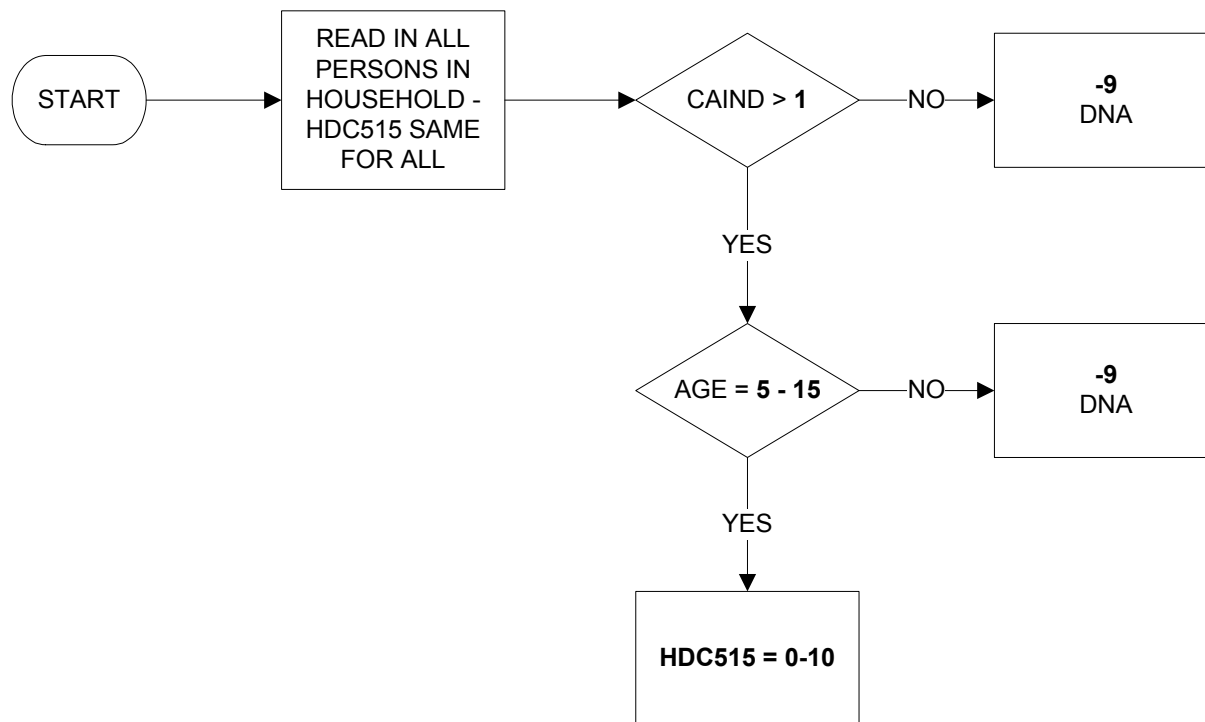 START
READ IN ALL
PERSONS IN
HOUSEHOLD -
HDC515 SAME
FOR ALL
CAIND > 1
NO
-9
DNA
YES
AGE = 5 - 15
NO
-9
DNA
YES
HDC515 = 0-10